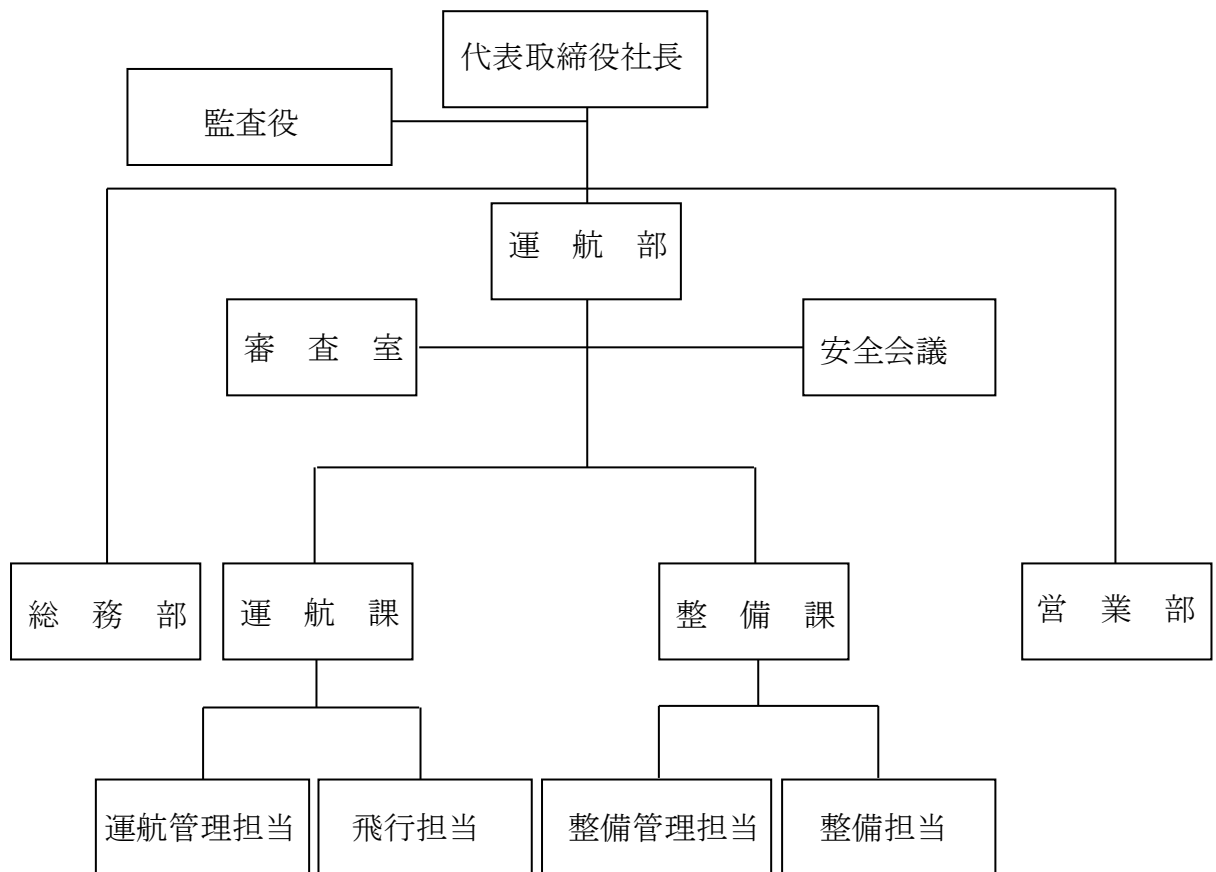 代表取締役社長
監査役
運　航　部
審　査　室
安全会議
総　務　部
運　航　課
整　備　課
営　業　部
運航管理担当
飛行担当
整備管理担当
整備担当